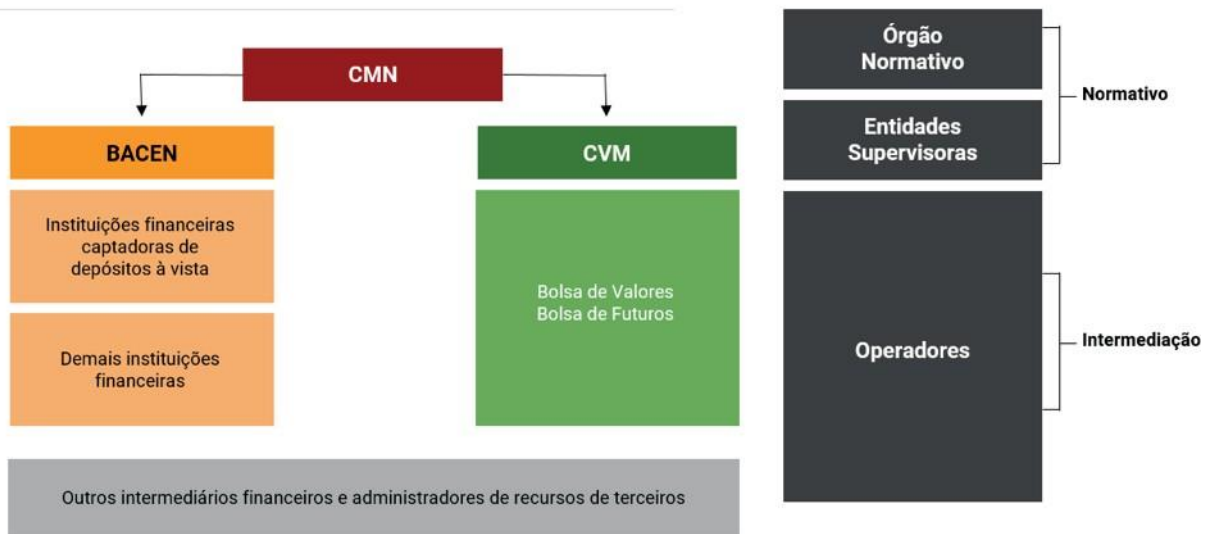 CMN
BACEN
CVM
Instituições financeiras
captadoras de
depósitos à vista
Demais instituições
financeiras
Bolsa de Valores
Bolsa de Futuros
Outros intermediários financeiros e administradores de recursos de terceiros
Órgão
Normativo
Entidades
Supervisoras
Normativo
Operadores
Intermediação